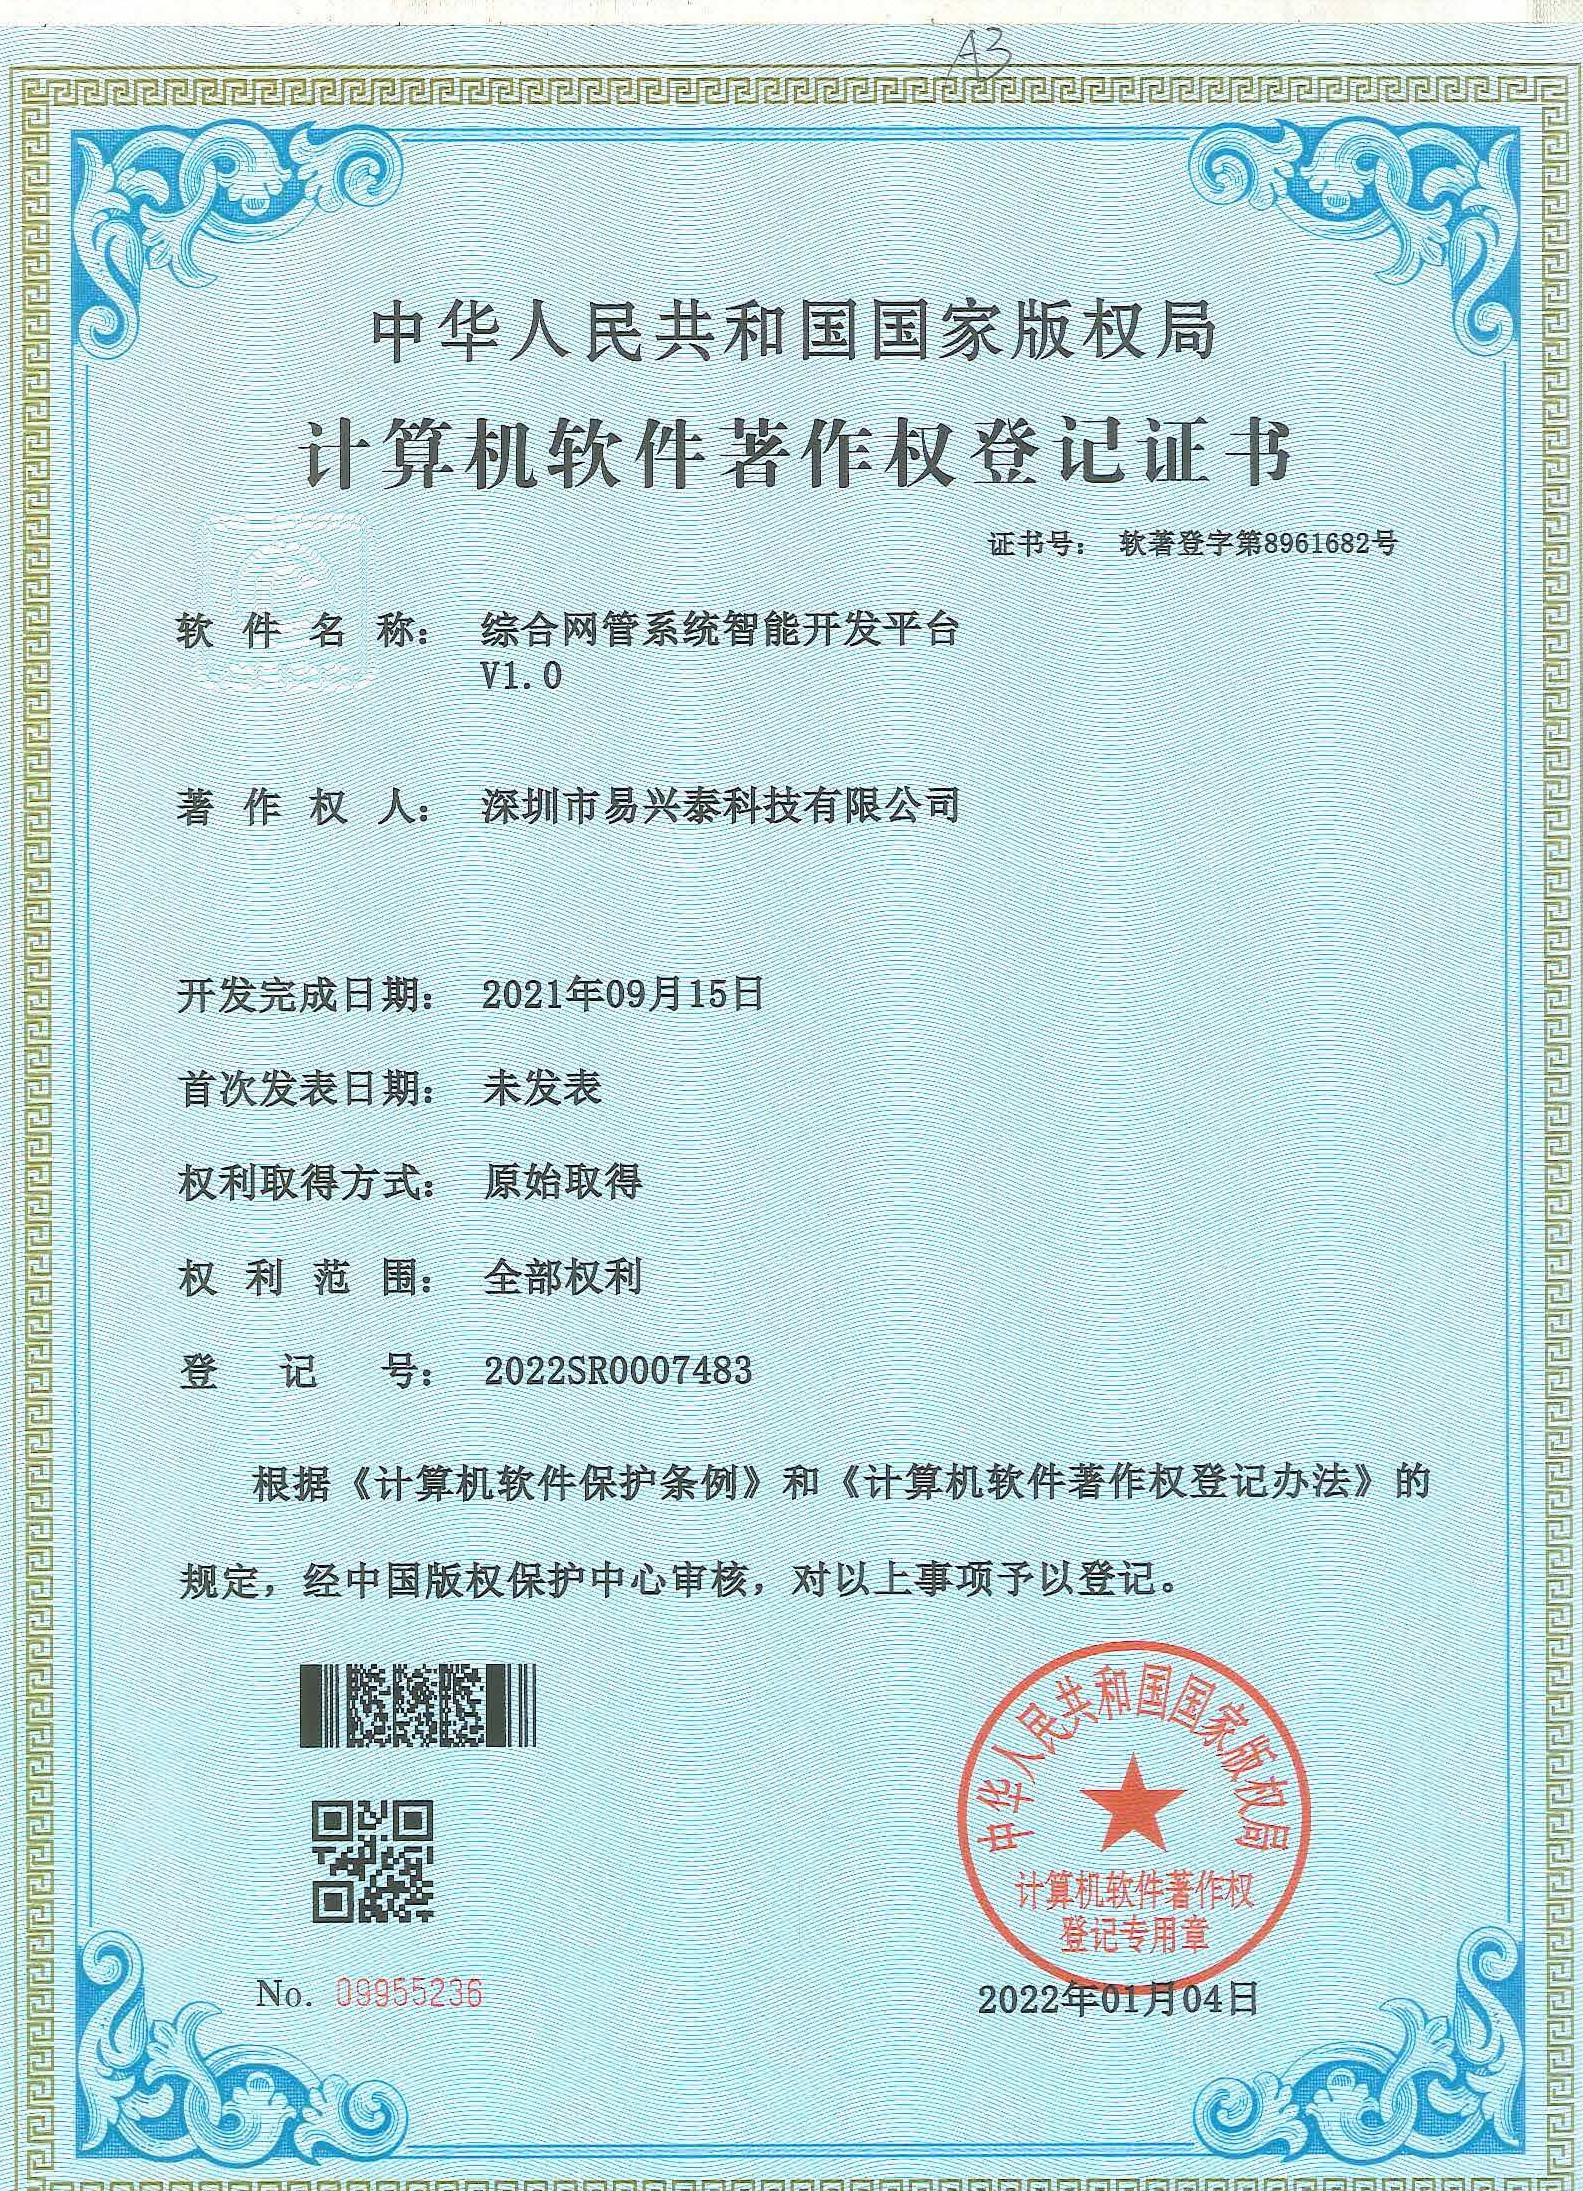 A3
中华人民共和国国家版权局
计算机软件著作权登记证书
证书号： 软著登字第8961682号
软件名称： 综合网管系统智能开发平台
V1.0
著作权人： 深圳市易兴泰科技有限公司
开发完成日期： 2021年09月15日
首次发表日期： 未发表
权利取得方式： 原始取得
权利范围： 全部权利
登记号： 2022SR0007483
根据《计算机软件保护条例》和《计算机软件著作权登记办法》的
规定，经中国版权保护中心审核，对以上事项予以登记。
中华人民共和国国家版权局
计算机软件著作权
登记专用章
No. 09955236
2022年01月04日